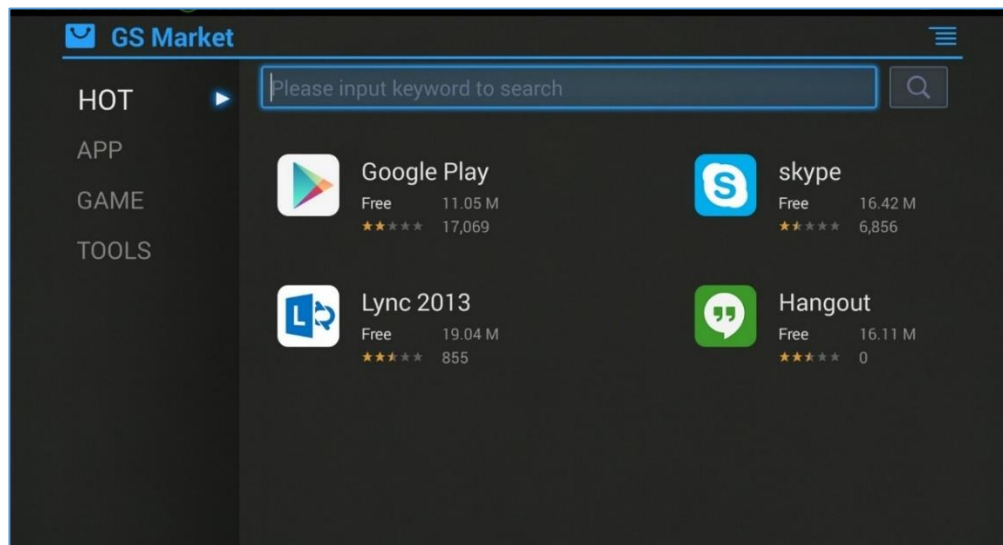 GS Market
HOT
APP
GAME
TOOLS
Please input keyword to search
Google Play
Free 11.05 M
17,069
skype
Free 16.42 M
6,856
Lync 2013
Free 19.04 M
855
Hangout
Free 16.11 M
0